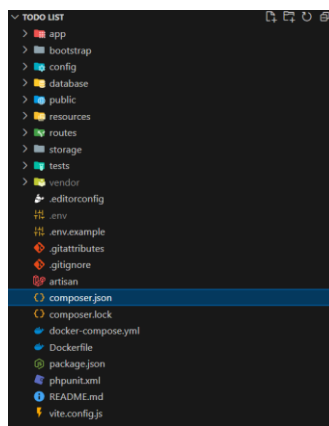 TODO LIST
app
bootstrap
config
database
public
resources
routes
storage
tests
vendor
.editorconfig
.env
.env.example
.gitattributes
.gitignore
artisan
composer.json
composer.lock
docker-compose.yml
Dockerfile
package.json
phpunit.xml
README.md
vite.config.js